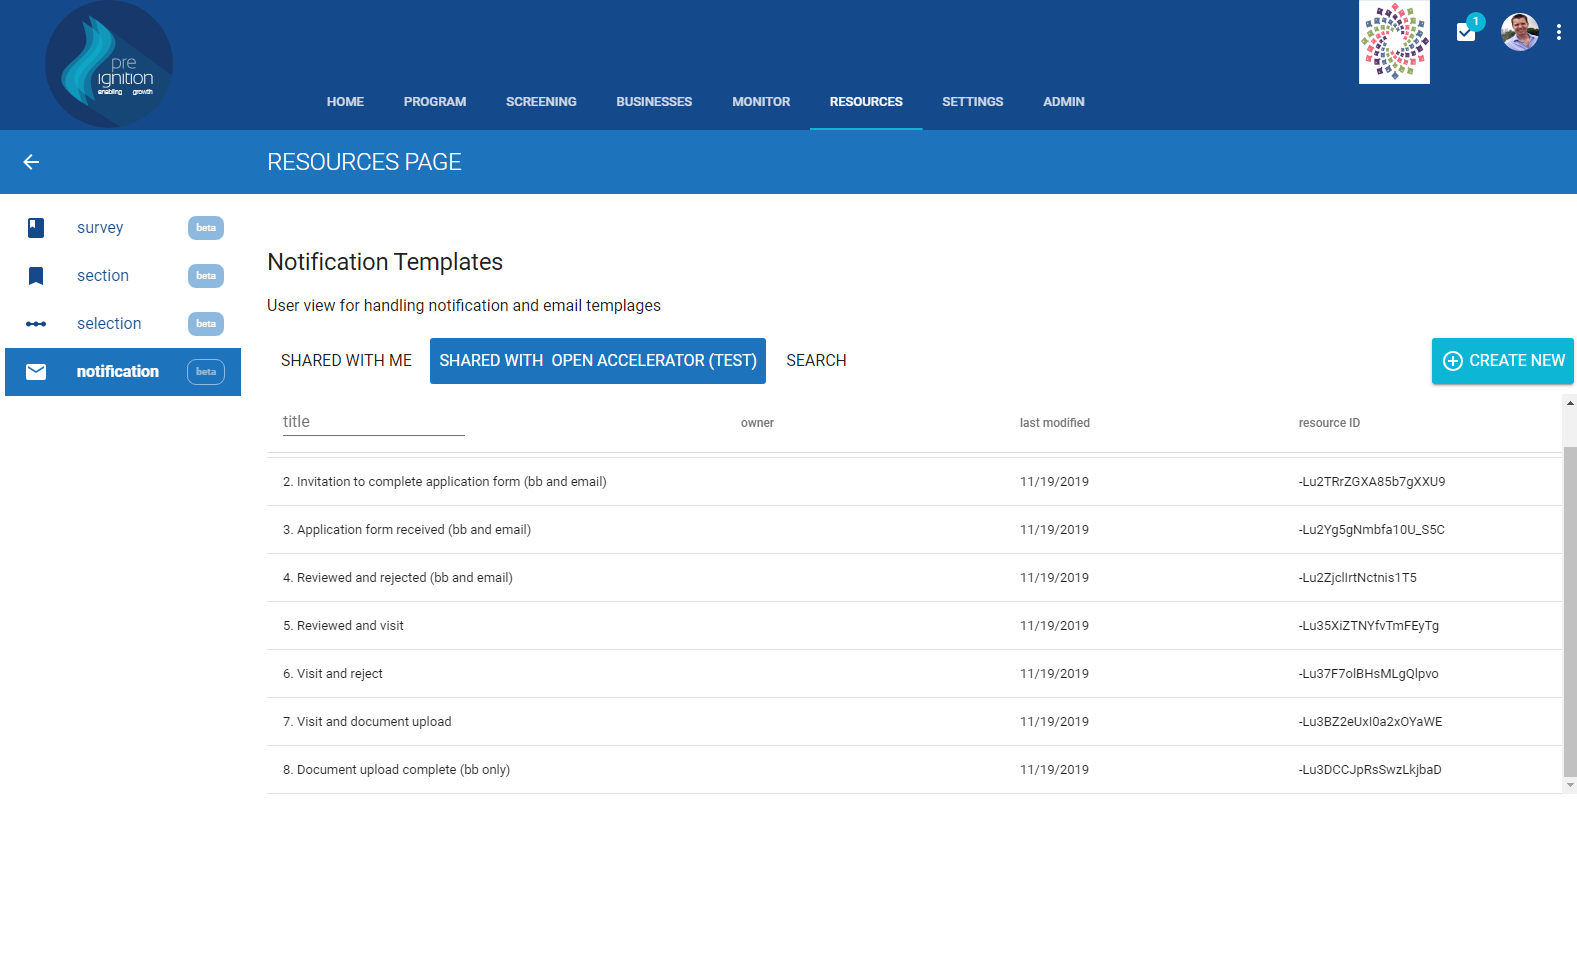 pre
ignition
enabling growth
1
HOME PROGRAM SCREENING BUSINESSES MONITOR RESOURCES SETTINGS ADMIN
RESOURCES PAGE
survey beta
section beta
selection beta
notification beta
Notification Templates
User view for handling notification and email templages
SHARED WITH ME SHARED WITH OPEN ACCELERATOR (TEST) SEARCH CREATE NEW
title owner last modified resource ID
2. Invitation to complete application form (bb and email) 11/19/2019 -Lu2TRrZGXA85b7gXXU9
3. Application form received (bb and email) 11/19/2019 -Lu2Yg5gNmbfa10U_S5C
4. Reviewed and rejected (bb and email) 11/19/2019 -Lu2ZjclIrtNctnis1T5
5. Reviewed and visit 11/19/2019 -Lu35XiZTNYfvTmFEyTg
6. Visit and reject 11/19/2019 -Lu37F7olBHsMLgQlpvo
7. Visit and document upload 11/19/2019 -Lu3BZ2eUxI0a2xOYaWE
8. Document upload complete (bb only) 11/19/2019 -Lu3DCCJpRsSwzLkjbaD